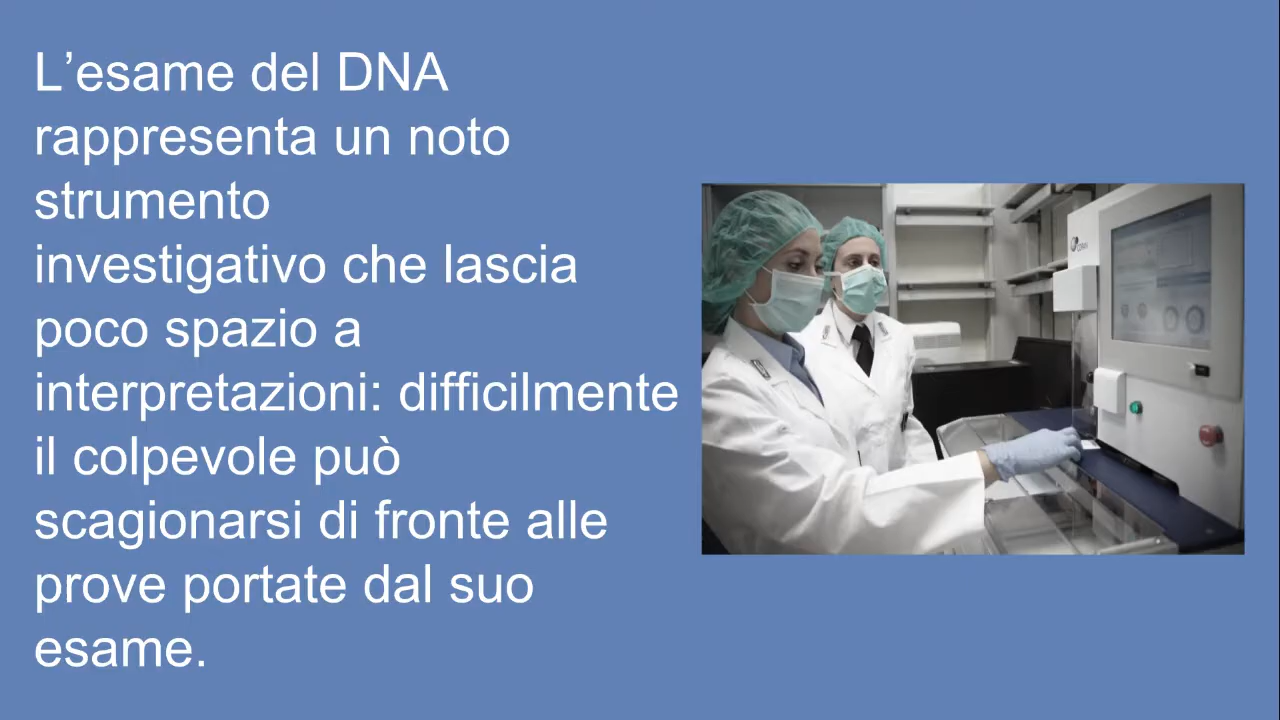 L’esame del DNA
rappresenta un noto
strumento
investigativo che lascia
poco spazio a
interpretazioni: difficilmente
il colpevole può
scagionarsi di fronte alle
prove portate dal suo
esame.